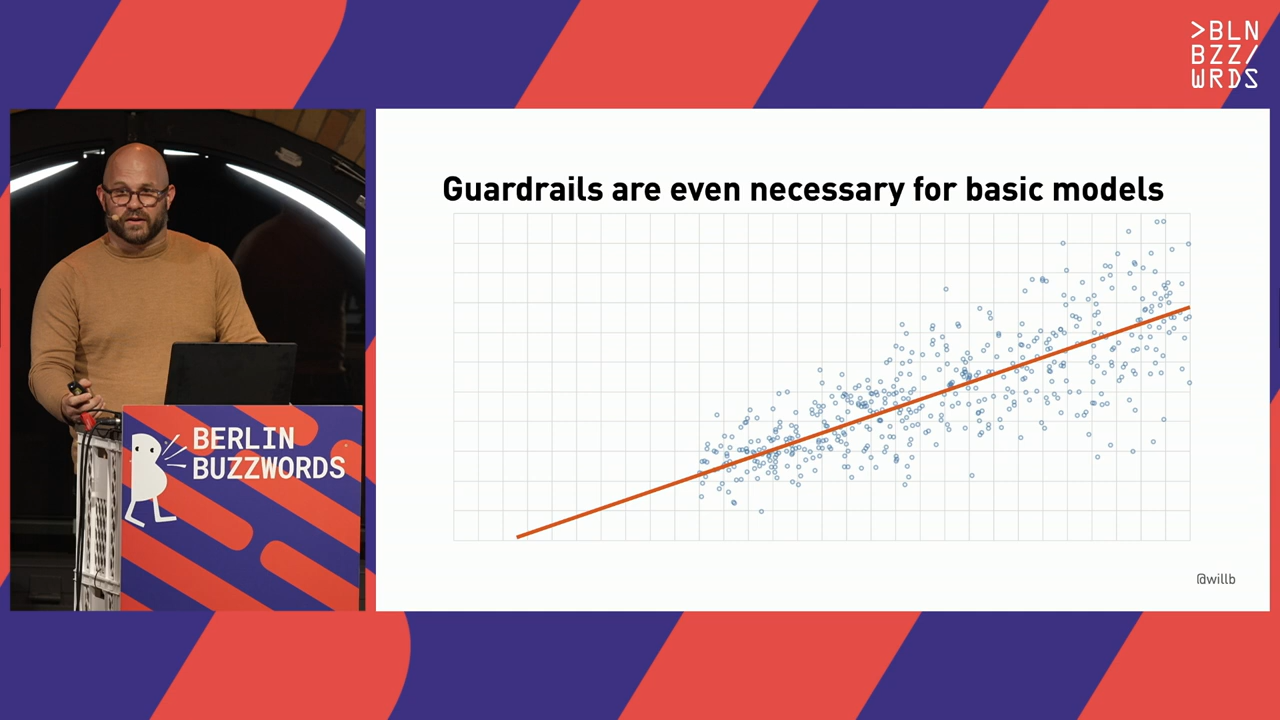 >BLN
BZZ/
WRDS
Guardrails are even necessary for basic models
BERLIN
BUZZWORDS
@willb